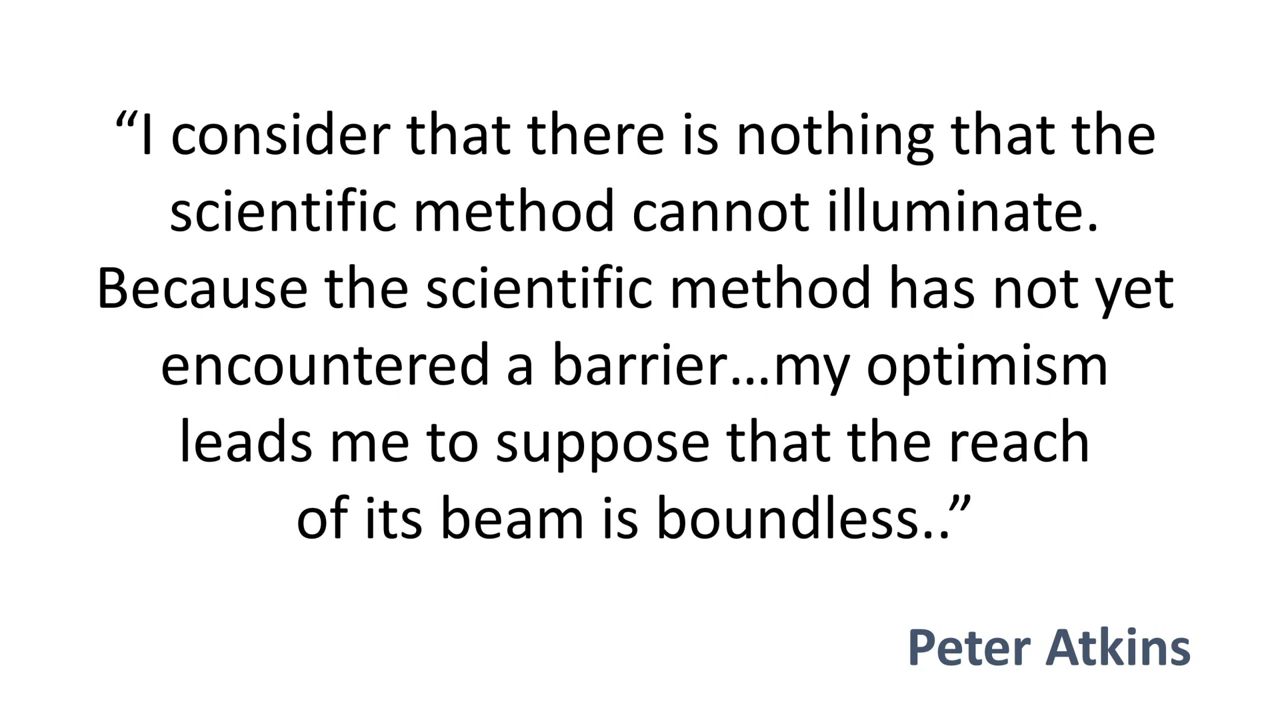 “I consider that there is nothing that the
scientific method cannot illuminate.
Because the scientific method has not yet
encountered a barrier…my optimism
leads me to suppose that the reach
of its beam is boundless..”
Peter Atkins